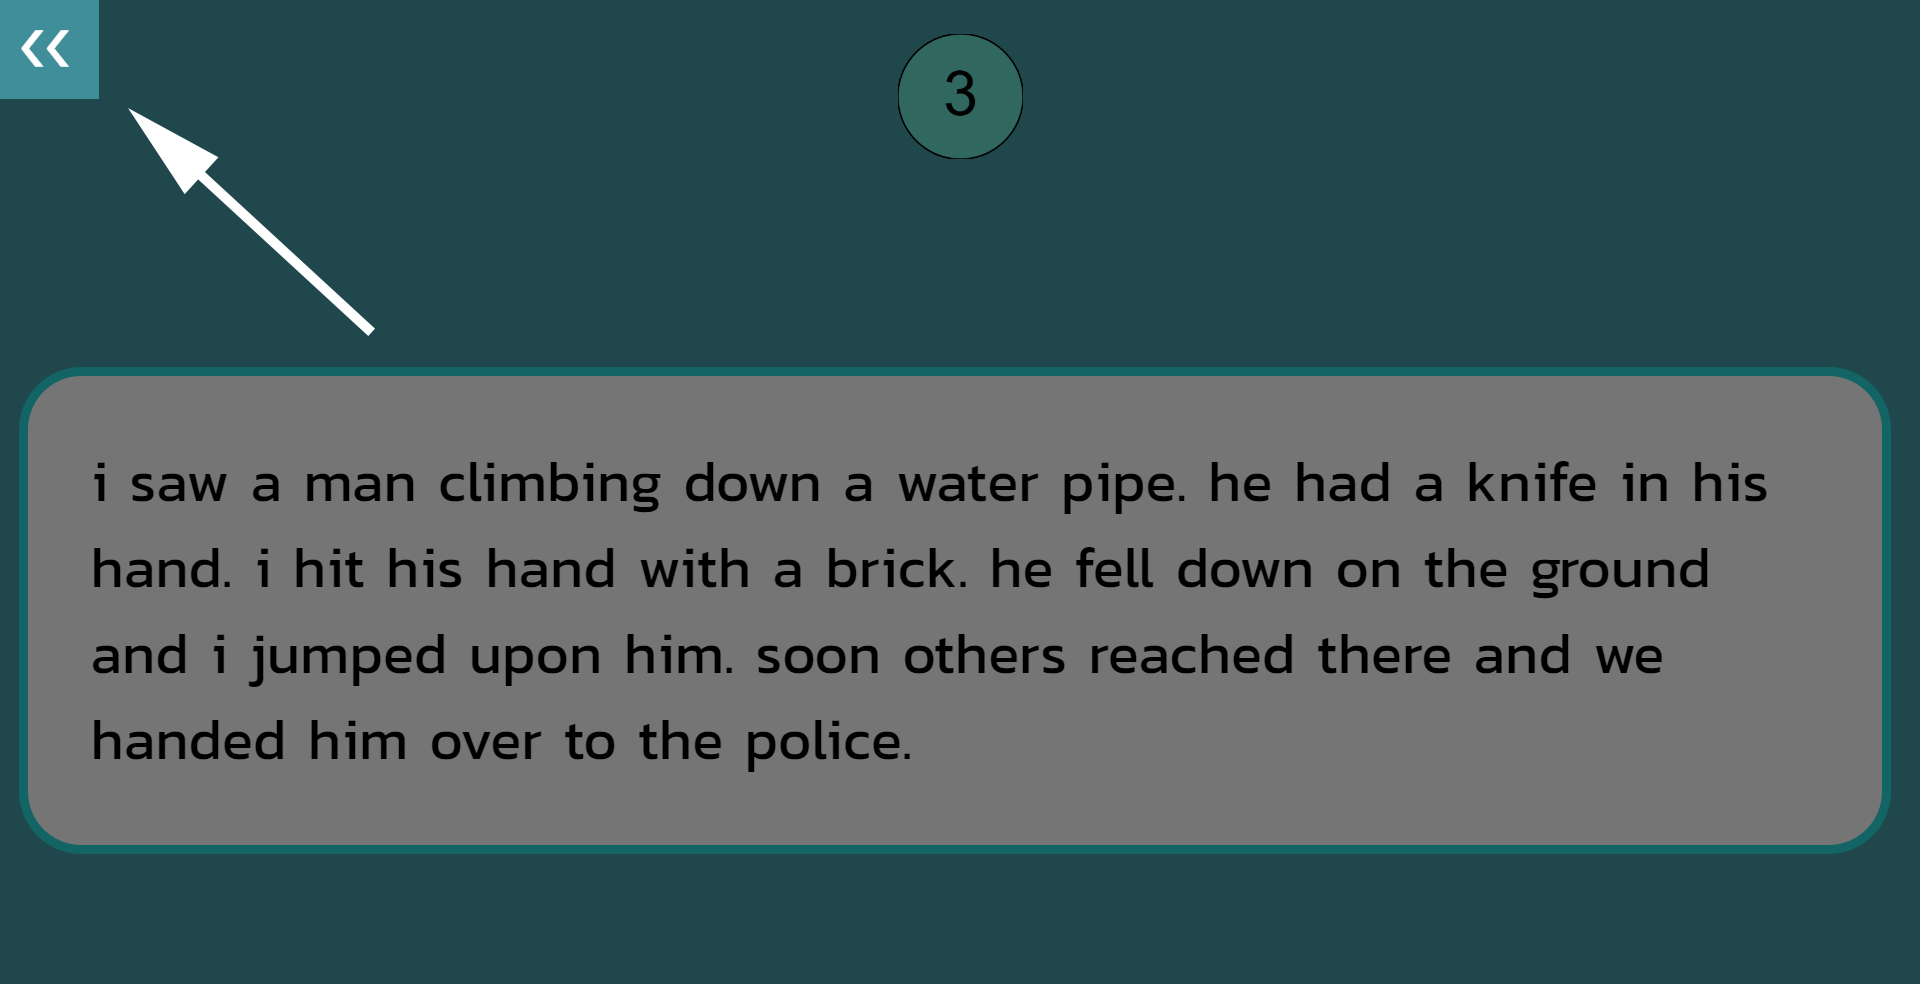 «
3
i saw a man climbing down a water pipe. he had a knife in his
hand. i hit his hand with a brick. he fell down on the ground
and i jumped upon him. soon others reached there and we
handed him over to the police.